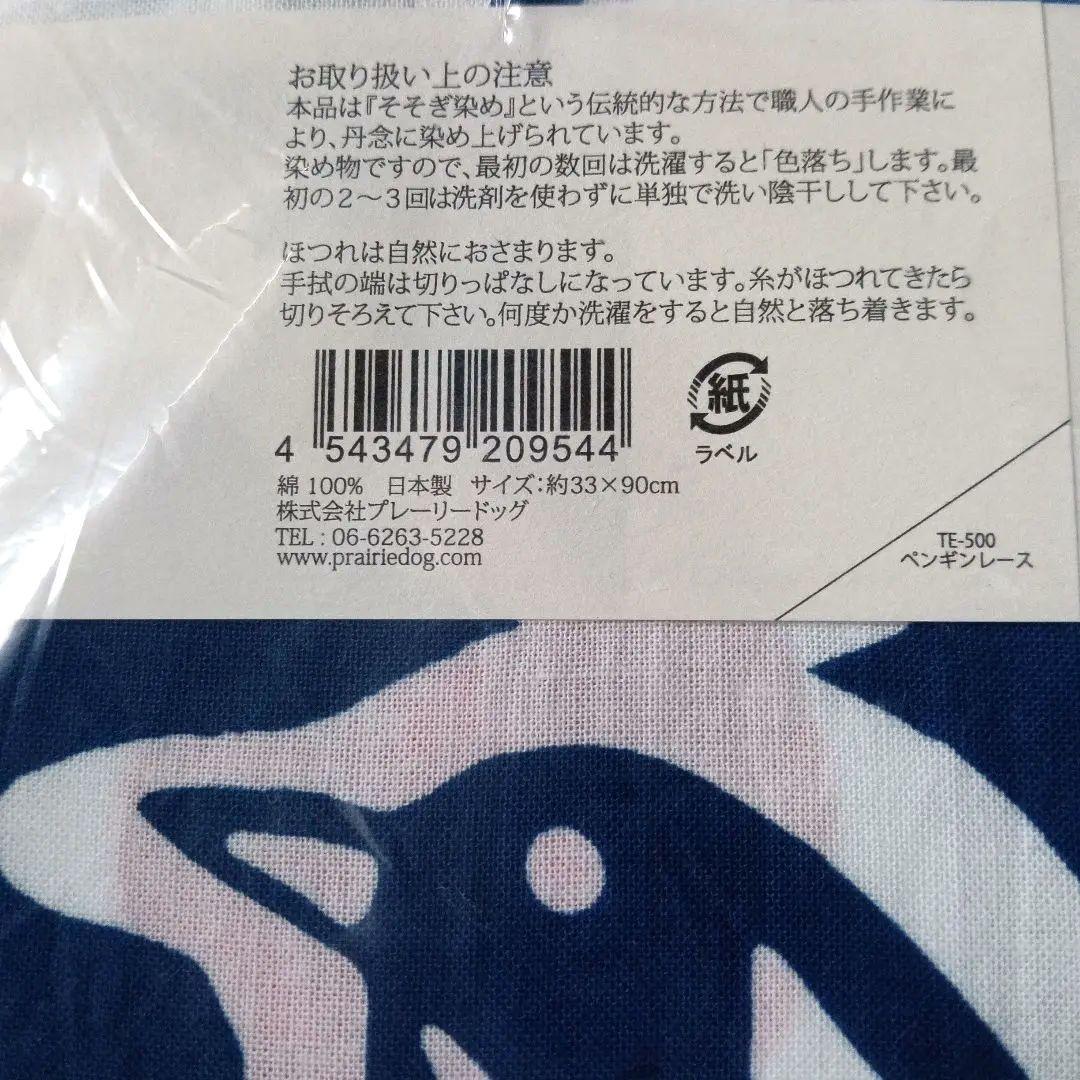 お取り扱い上の注意
本品は『そそぎ染め』という伝統的な方法で職人の手作業に
より、丹念に染め上げられています。
染め物ですので、最初の数回は洗濯すると「色落ち」します。最
初の２〜３回は洗剤を使わずに単独で洗い陰干しして下さい。
ほつれは自然におさまります。
手拭の端は切りっぱなしになっています。糸がほつれてきたら
切りそろえて下さい。何度か洗濯をすると自然と落ち着きます。
4 543479 209544
紙
ラベル
綿 100% 日本製 サイズ：約33×90cm
株式会社プレーリードッグ
TEL : 06-6263-5228
www.prairiedog.com
TE-500
ペンギンレース